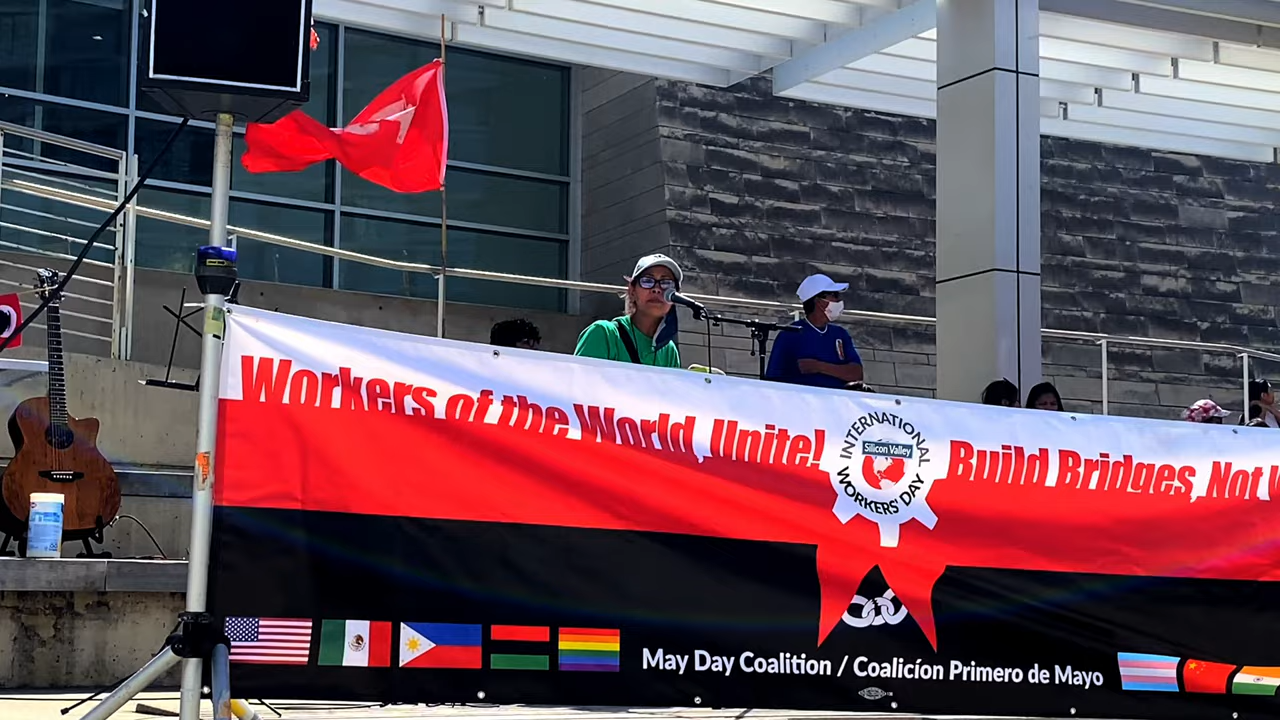 Workers of the World, Unite!
INTERNATIONAL
Silicon Valley
WORKERS DAY
Build Bridges, Not
May Day Coalition / Coalición Primero de Mayo